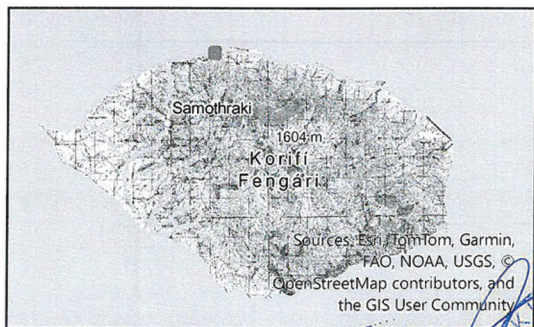 Samothraki
1604 m
Korifí
Fengári
Sources: Esri, TomTom, Garmin,
FAO, NOAA, USGS, ©
OpenStreetMap contributors, and
the GIS User Community